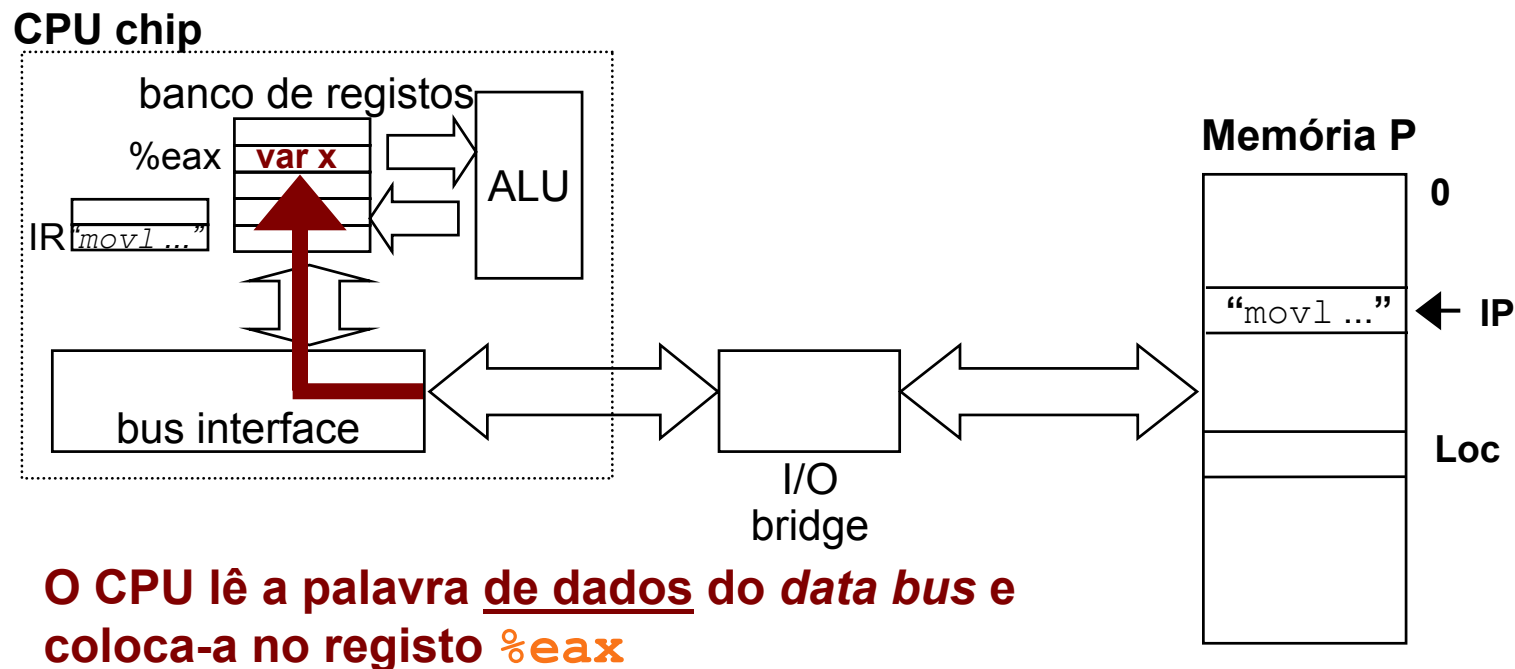 CPU chip
banco de registos
%eax
var x
ALU
IR
“movl …”
bus interface
I/O
bridge
Memória P
0
“movl …”
IP
Loc
O CPU lê a palavra de dados do data bus e
coloca-a no registo %eax